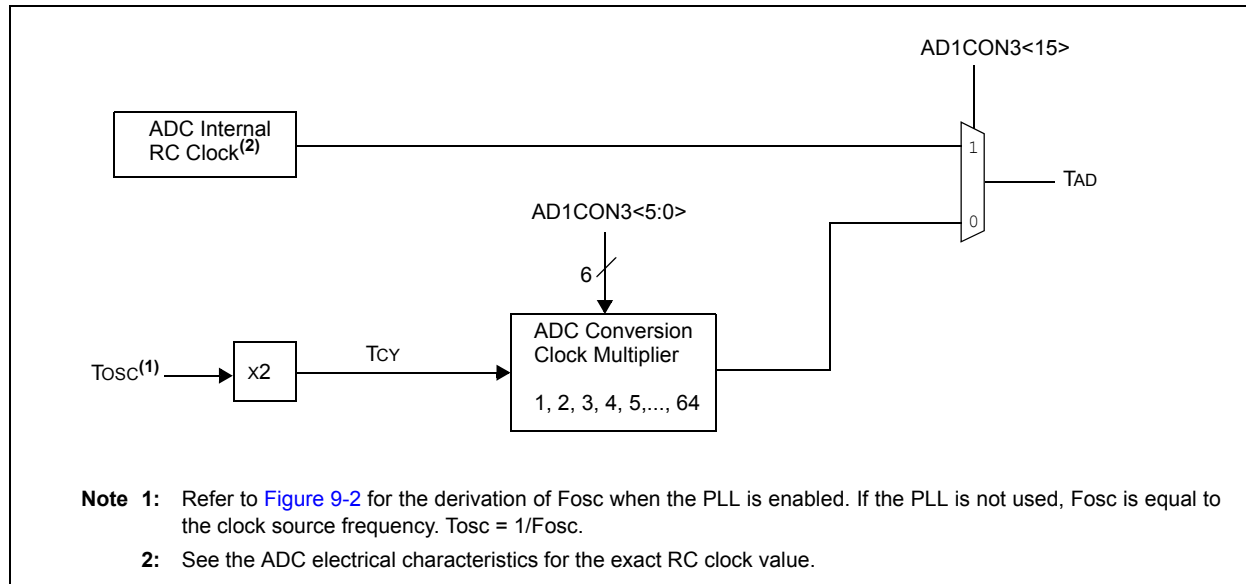 AD1CON3<15>
ADC Internal
RC Clock(2)
1
TAD
AD1CON3<5:0>
0
6
ADC Conversion
Clock Multiplier
TOSC(1)
X2
TCY
1, 2, 3, 4, 5,..., 64
Note 1: Refer to Figure 9-2 for the derivation of Fosc when the PLL is enabled. If the PLL is not used, Fosc is equal to
the clock source frequency. Tosc = 1/Fosc.
2: See the ADC electrical characteristics for the exact RC clock value.